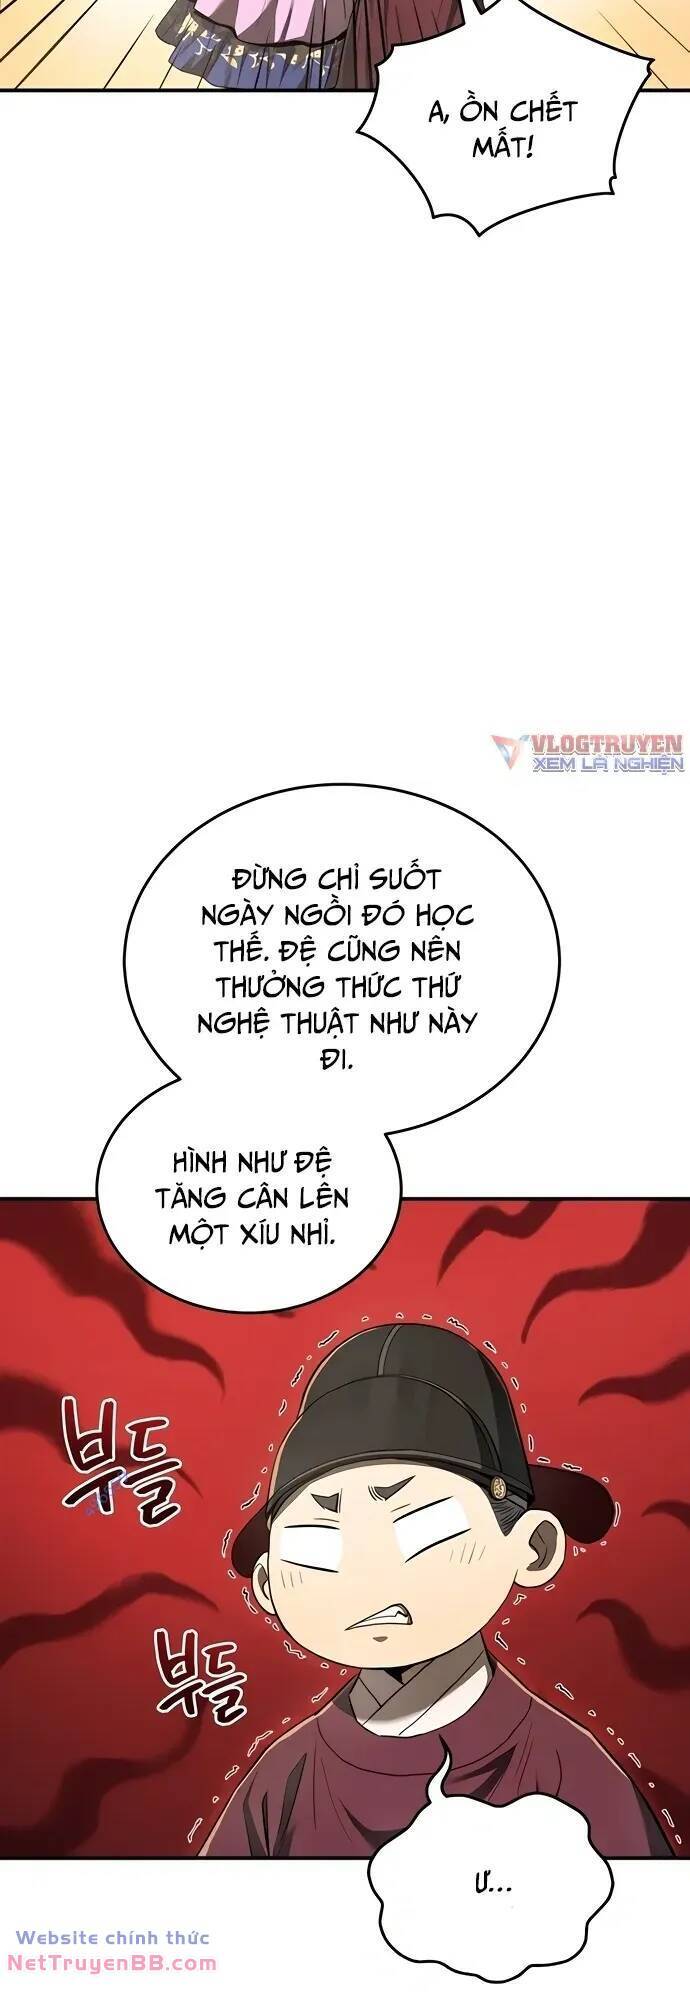 A, ỒN CHẾT
MẤT!
VLOGTRUYEN
XEM LÀ NGHIỆN
ĐỪNG CHỈ SUỐT
NGÀY NGỒI ĐÓ HỌC
THẾ. ĐỆ CŨNG NÊN
THƯỞNG THỨC THỨ
NGHỆ THUẬT NHƯ NÀY
ĐI.
HÌNH NHƯ ĐỆ
TĂNG CÂN LÊN
MỘT XÍU NHỈ.
부들
부들
Ư...
Website chính thức
NetTruyenBB.com